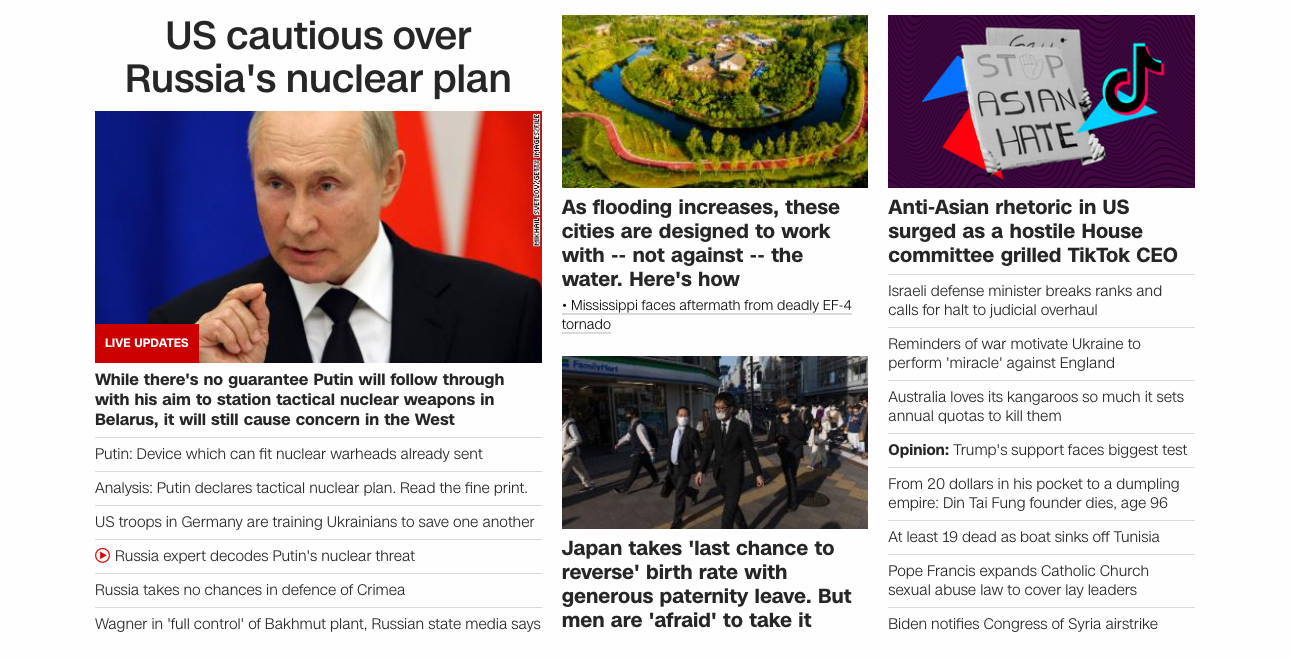 US cautious over
Russia's nuclear plan
MIKHAIL SVETLOV/GETTY IMAGES/FILE
LIVE UPDATES
While there's no guarantee Putin will follow through
with his aim to station tactical nuclear weapons in
Belarus, it will still cause concern in the West
Putin: Device which can fit nuclear warheads already sent
Analysis: Putin declares tactical nuclear plan. Read the fine print.
US troops in Germany are training Ukrainians to save one another
Russia expert decodes Putin's nuclear threat
Russia takes no chances in defence of Crimea
Wagner in 'full control' of Bakhmut plant, Russian state media says
As flooding increases, these
cities are designed to work
with -- not against -- the
water. Here's how
• Mississippi faces aftermath from deadly EF-4
tornado
FamilyMart
Japan takes 'last chance to
reverse' birth rate with
generous paternity leave. But
men are 'afraid' to take it
STOP
ASIAN
HATE
Anti-Asian rhetoric in US
surged as a hostile House
committee grilled TikTok CEO
Israeli defense minister breaks ranks and
calls for halt to judicial overhaul
Reminders of war motivate Ukraine to
perform 'miracle' against England
Australia loves its kangaroos so much it sets
annual quotas to kill them
Opinion: Trump's support faces biggest test
From 20 dollars in his pocket to a dumpling
empire: Din Tai Fung founder dies, age 96
At least 19 dead as boat sinks off Tunisia
Pope Francis expands Catholic Church
sexual abuse law to cover lay leaders
Biden notifies Congress of Syria airstrike